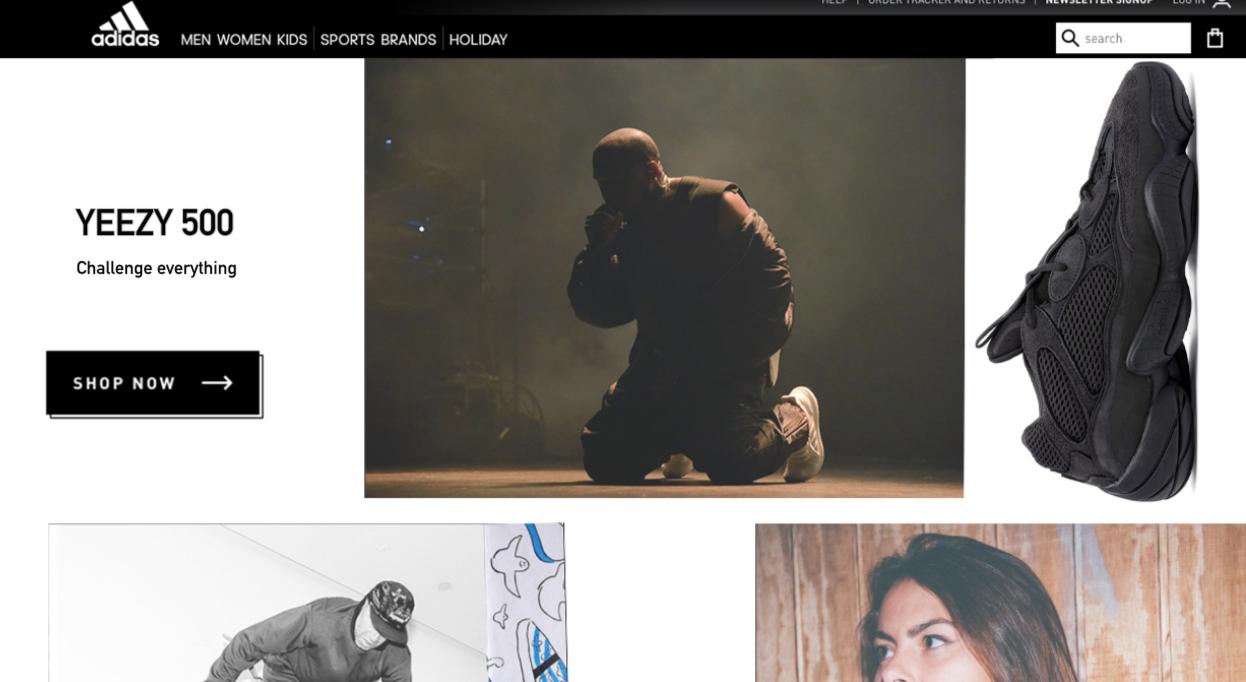 HELP | ORDER TRACKER AND RETURNS | NEWSLETTER SIGNUP LOG IN
adidas
MEN WOMEN KIDS | SPORTS BRANDS | HOLIDAY
search
YEEZY 500
Challenge everything
SHOP NOW